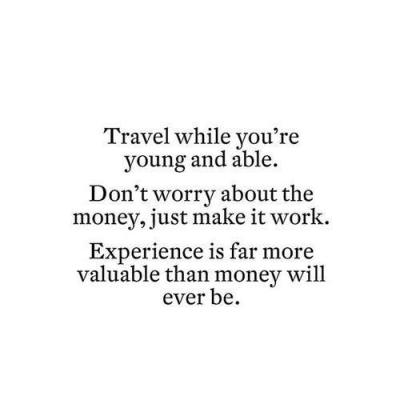 Travel while you’re
young and able.
Don’t worry about the
money, just make it work.
Experience is far more
valuable than money will
ever be.